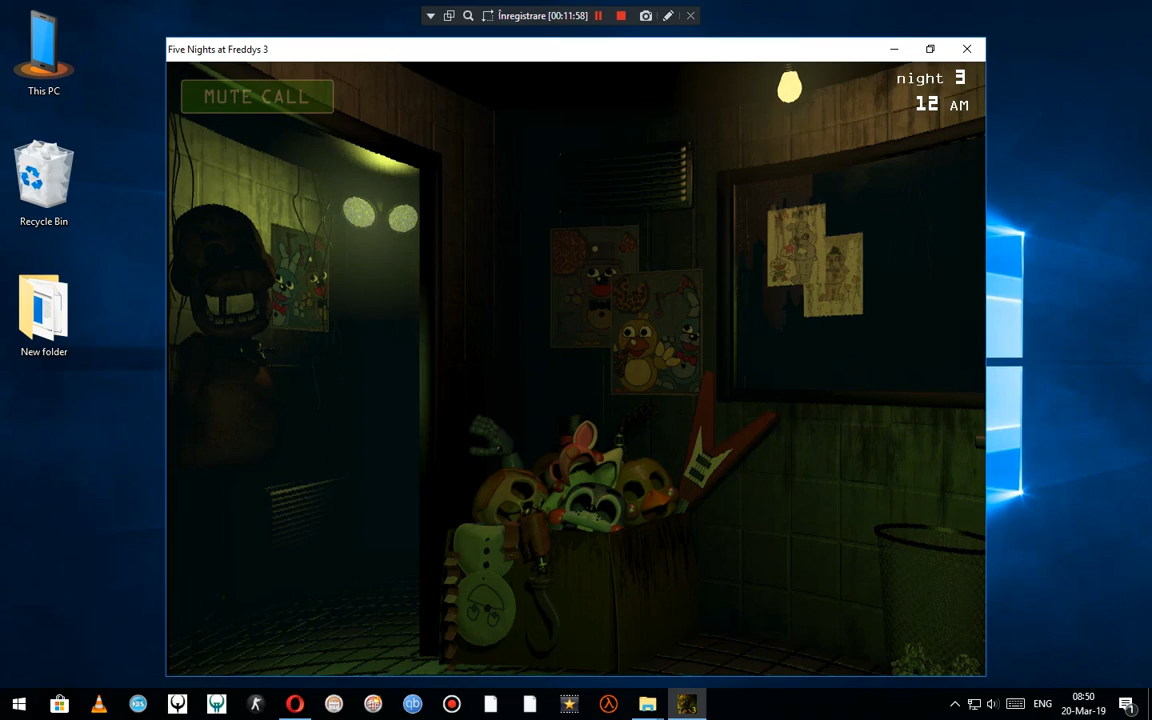 Înregistrare [00:11:58]
Five Nights at Freddys 3
This PC
Recycle Bin
New folder
MUTE CALL
night 3
12 AM
ENG
08:50
20-Mar-19
1